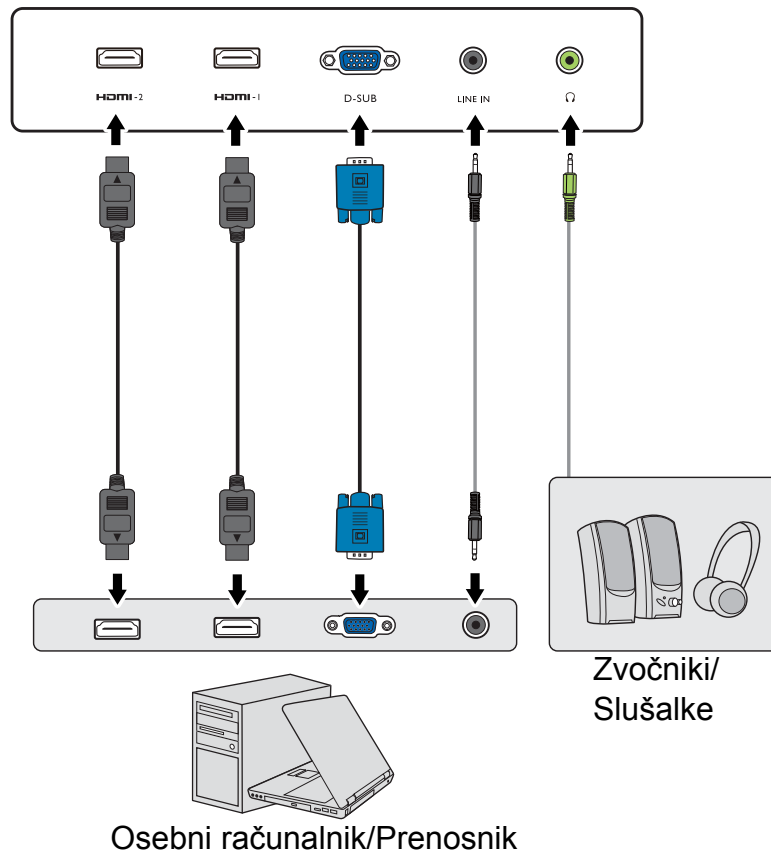 HDMI-2
HDMI-1
D-SUB
LINE IN
Zvočniki/
Slušalke
Osebni računalnik/Prenosnik